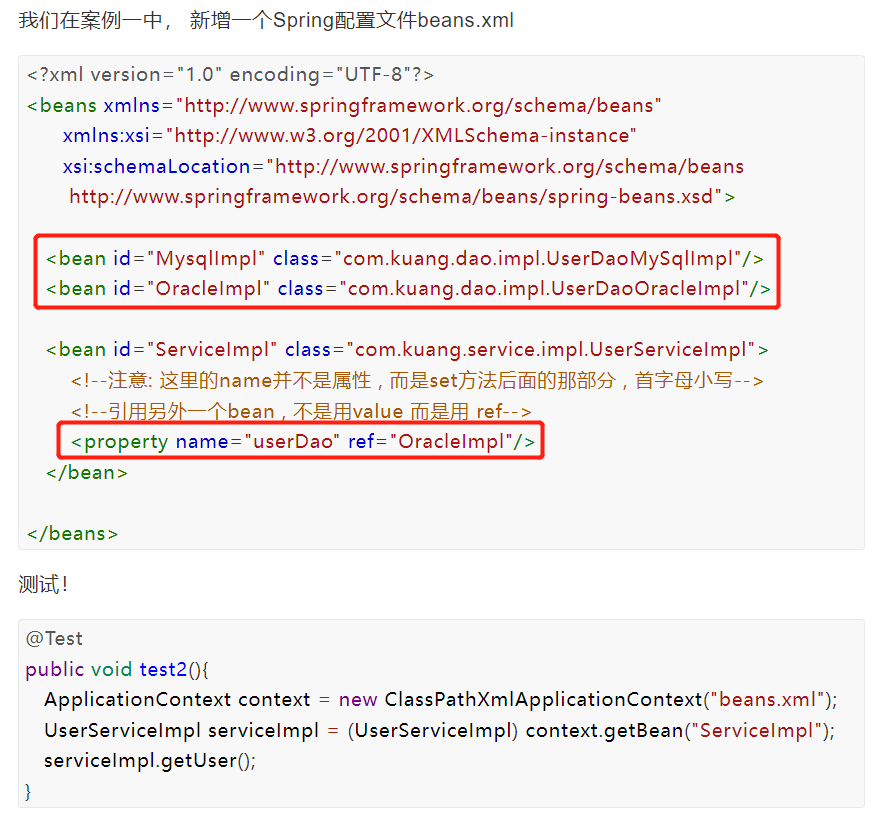 我们在案例一中， 新增一个Spring配置文件beans.xml
<?xml version="1.0" encoding="UTF-8"?>
<beans xmlns="http://www.springframework.org/schema/beans"
xmlns:xsi="http://www.w3.org/2001/XMLSchema-instance"
xsi:schemaLocation="http://www.springframework.org/schema/beans
http://www.springframework.org/schema/beans/spring-beans.xsd">
<bean id="MysqlImpl" class="com.kuang.dao.impl.UserDaoMySqlImpl"/>
<bean id="OracleImpl" class="com.kuang.dao.impl.UserDaoOracleImpl"/>
<bean id="ServiceImpl" class="com.kuang.service.impl.UserServiceImpl">
<!--注意: 这里的name并不是属性 , 而是set方法后面的那部分 , 首字母小写-->
<!--引用另外一个bean , 不是用value 而是用 ref-->
<property name="userDao" ref="OracleImpl"/>
</bean>
</beans>
测试！
@Test
public void test2(){
ApplicationContext context = new ClassPathXmlApplicationContext("beans.xml");
UserServiceImpl serviceImpl = (UserServiceImpl) context.getBean("ServiceImpl");
serviceImpl.getUser();
}